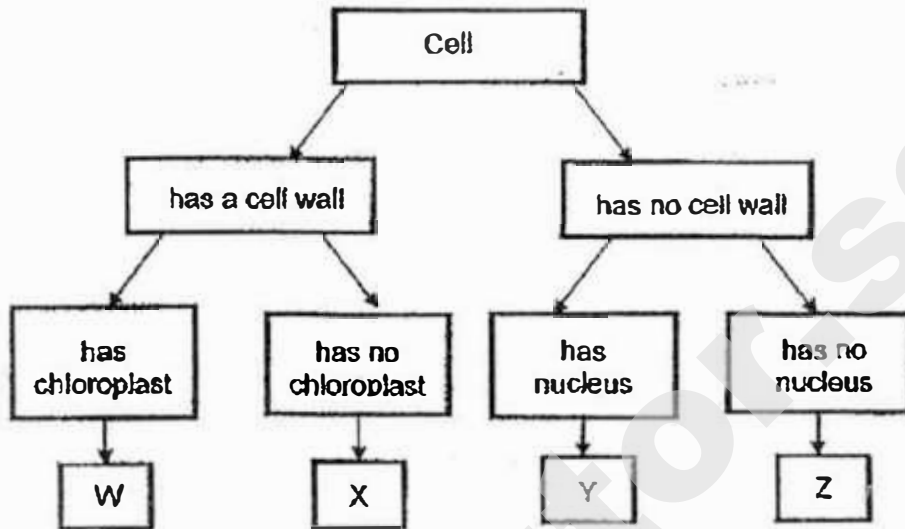 Cell
has a cell wall
has no cell wall
has
chloroplast
has no
chloroplast
has
nucleus
has no
nucleus
W
X
Y
Z